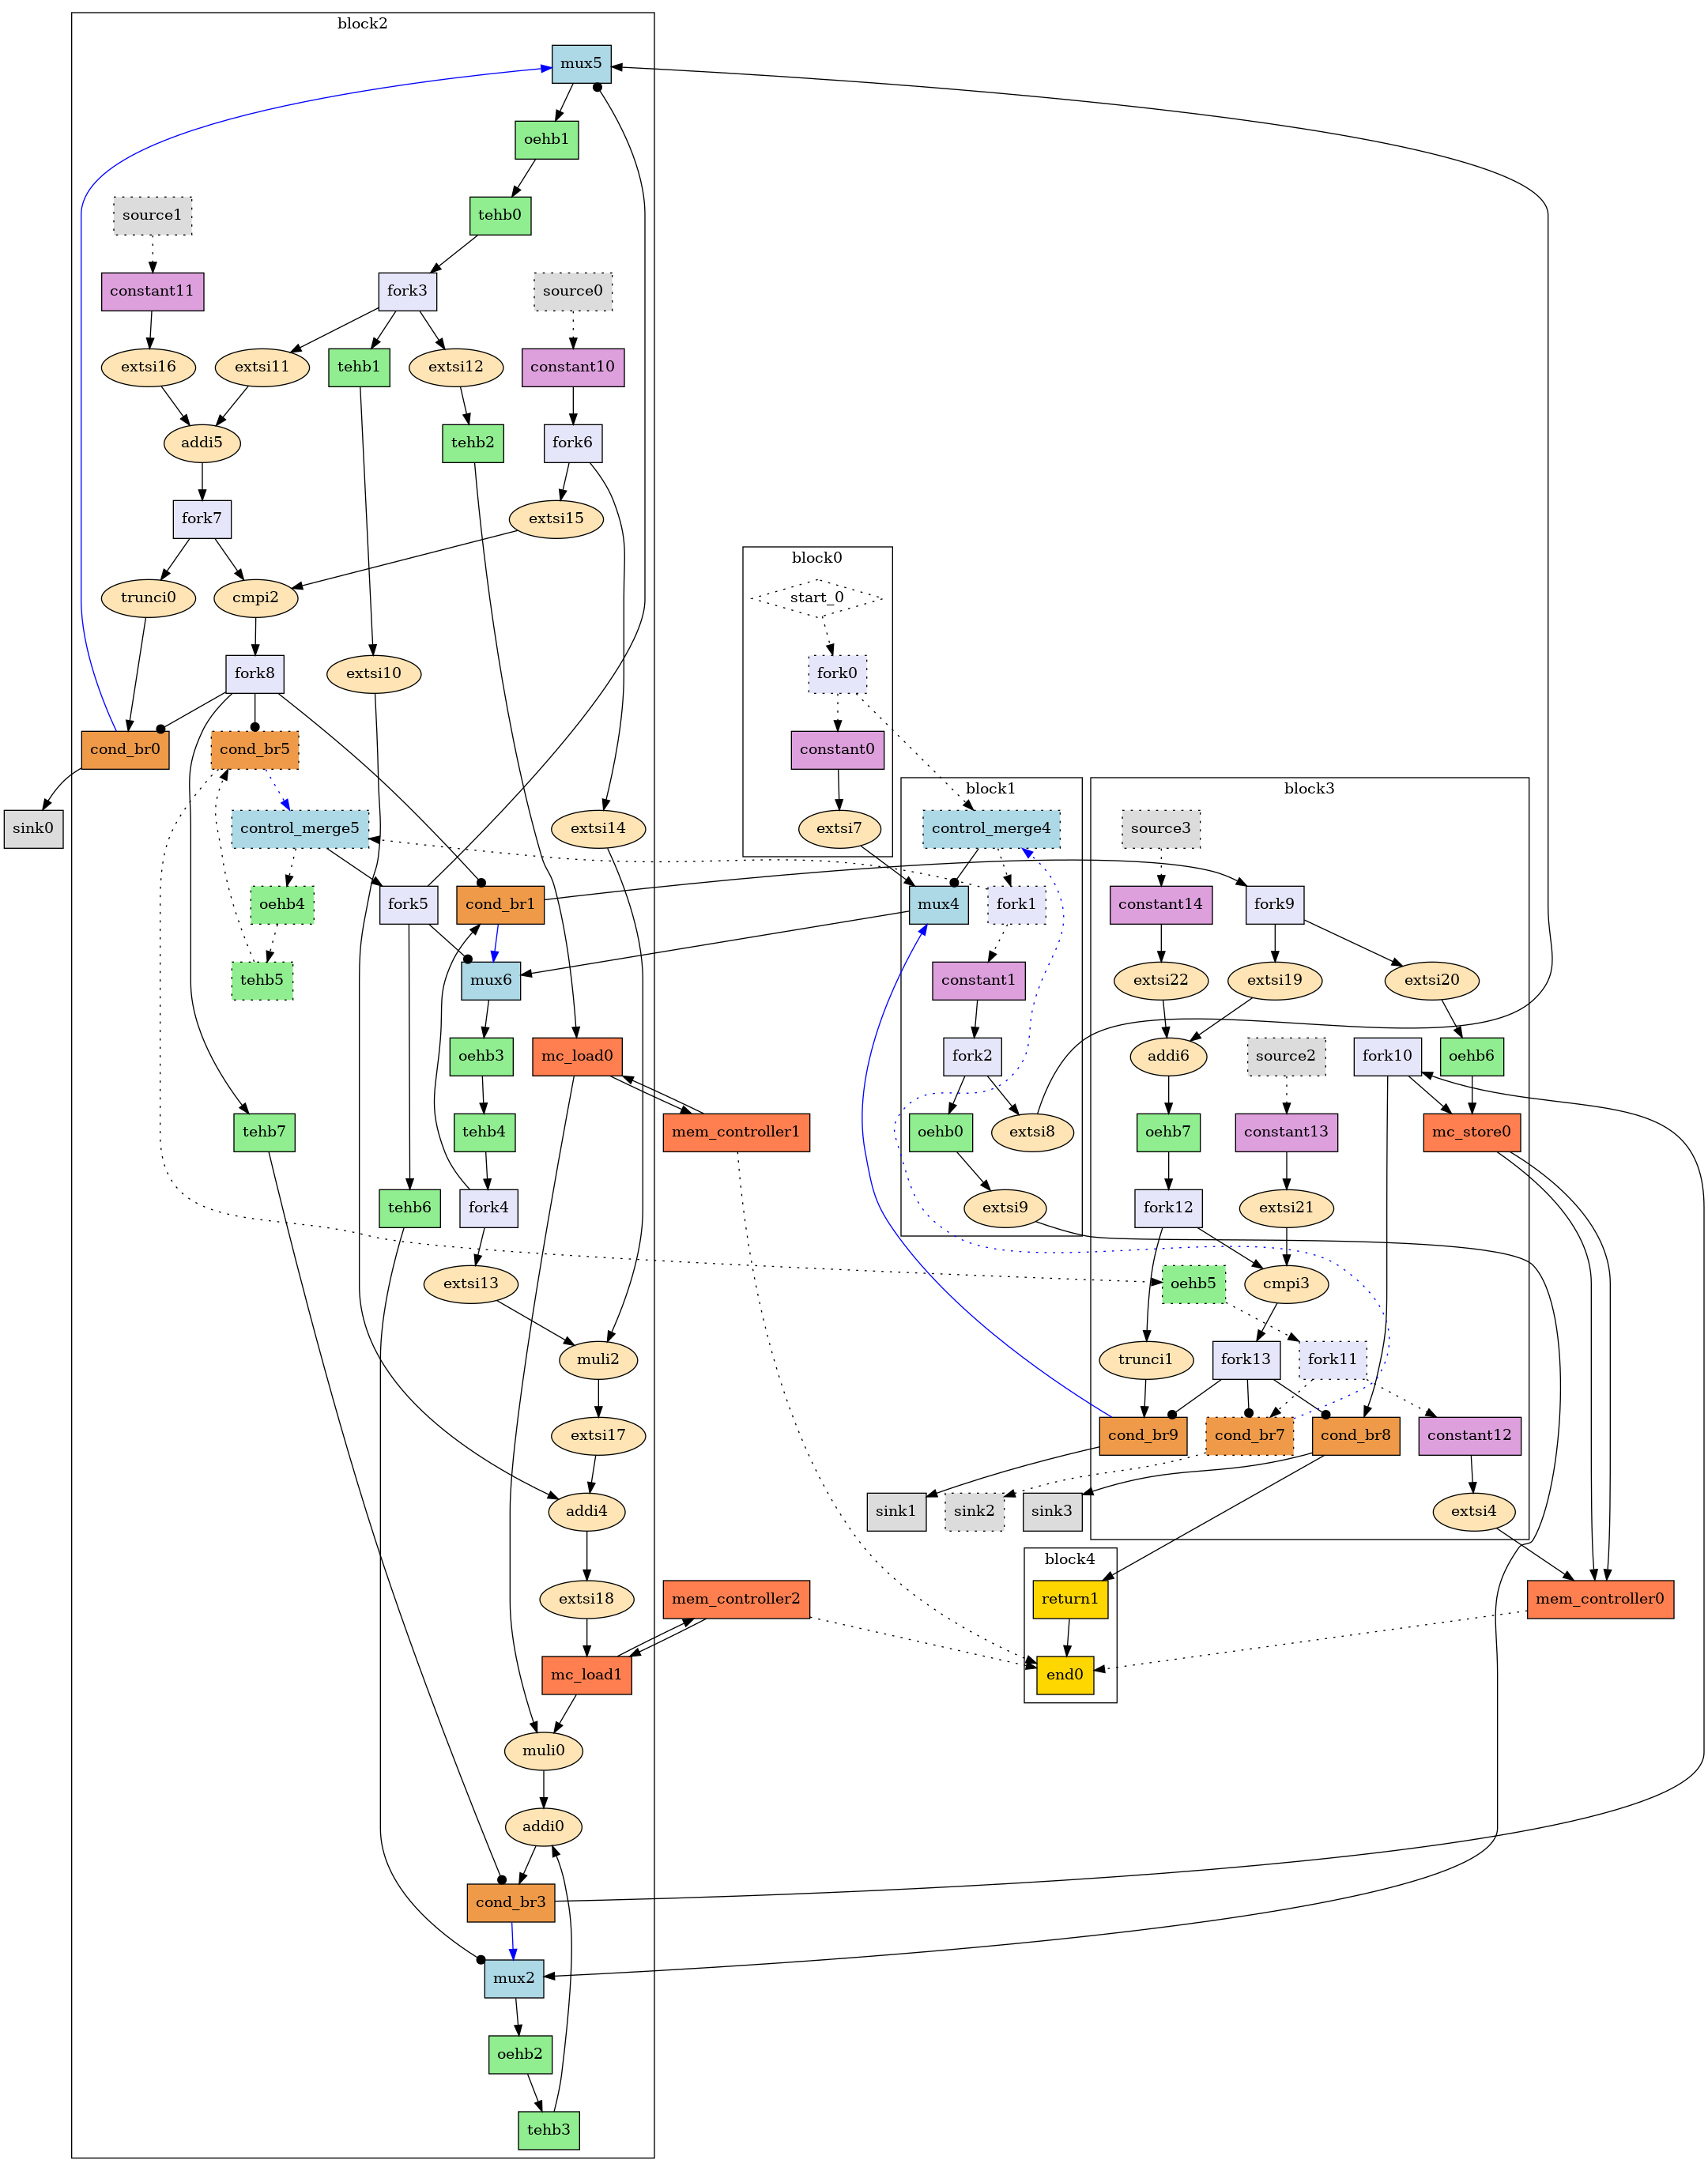 block2
mux5
oehb1
source1
tehb0
constant11
fork3
source0
extsi16
extsi11
tehb1
extsi12
constant10
addi5
tehb2
fork6
fork7
extsi15
block0
trunci0
cmpi2
start_0
fork8
extsi10
fork0
cond_br0
cond_br5
constant0
block1
block3
sink0
control_merge5
extsi14
extsi7
control_merge4
source3
oehb4
fork5
cond_br1
mux4
fork1
constant14
fork9
tehb5
mux6
constant1
extsi22
extsi19
extsi20
oehb3
mc_load0
fork2
addi6
source2
fork10
oehb6
tehb7
tehb4
mem_controller1
oehb0
extsi8
oehb7
constant13
mc_store0
tehb6
fork4
extsi9
fork12
extsi21
extsi13
oehb5
cmpi3
muli2
trunci1
fork13
fork11
extsi17
cond_br9
cond_br7
cond_br8
constant12
addi4
sink1
sink2
sink3
extsi4
block4
extsi18
mem_controller2
return1
mem_controller0
mc_load1
end0
muli0
addi0
cond_br3
mux2
oehb2
tehb3